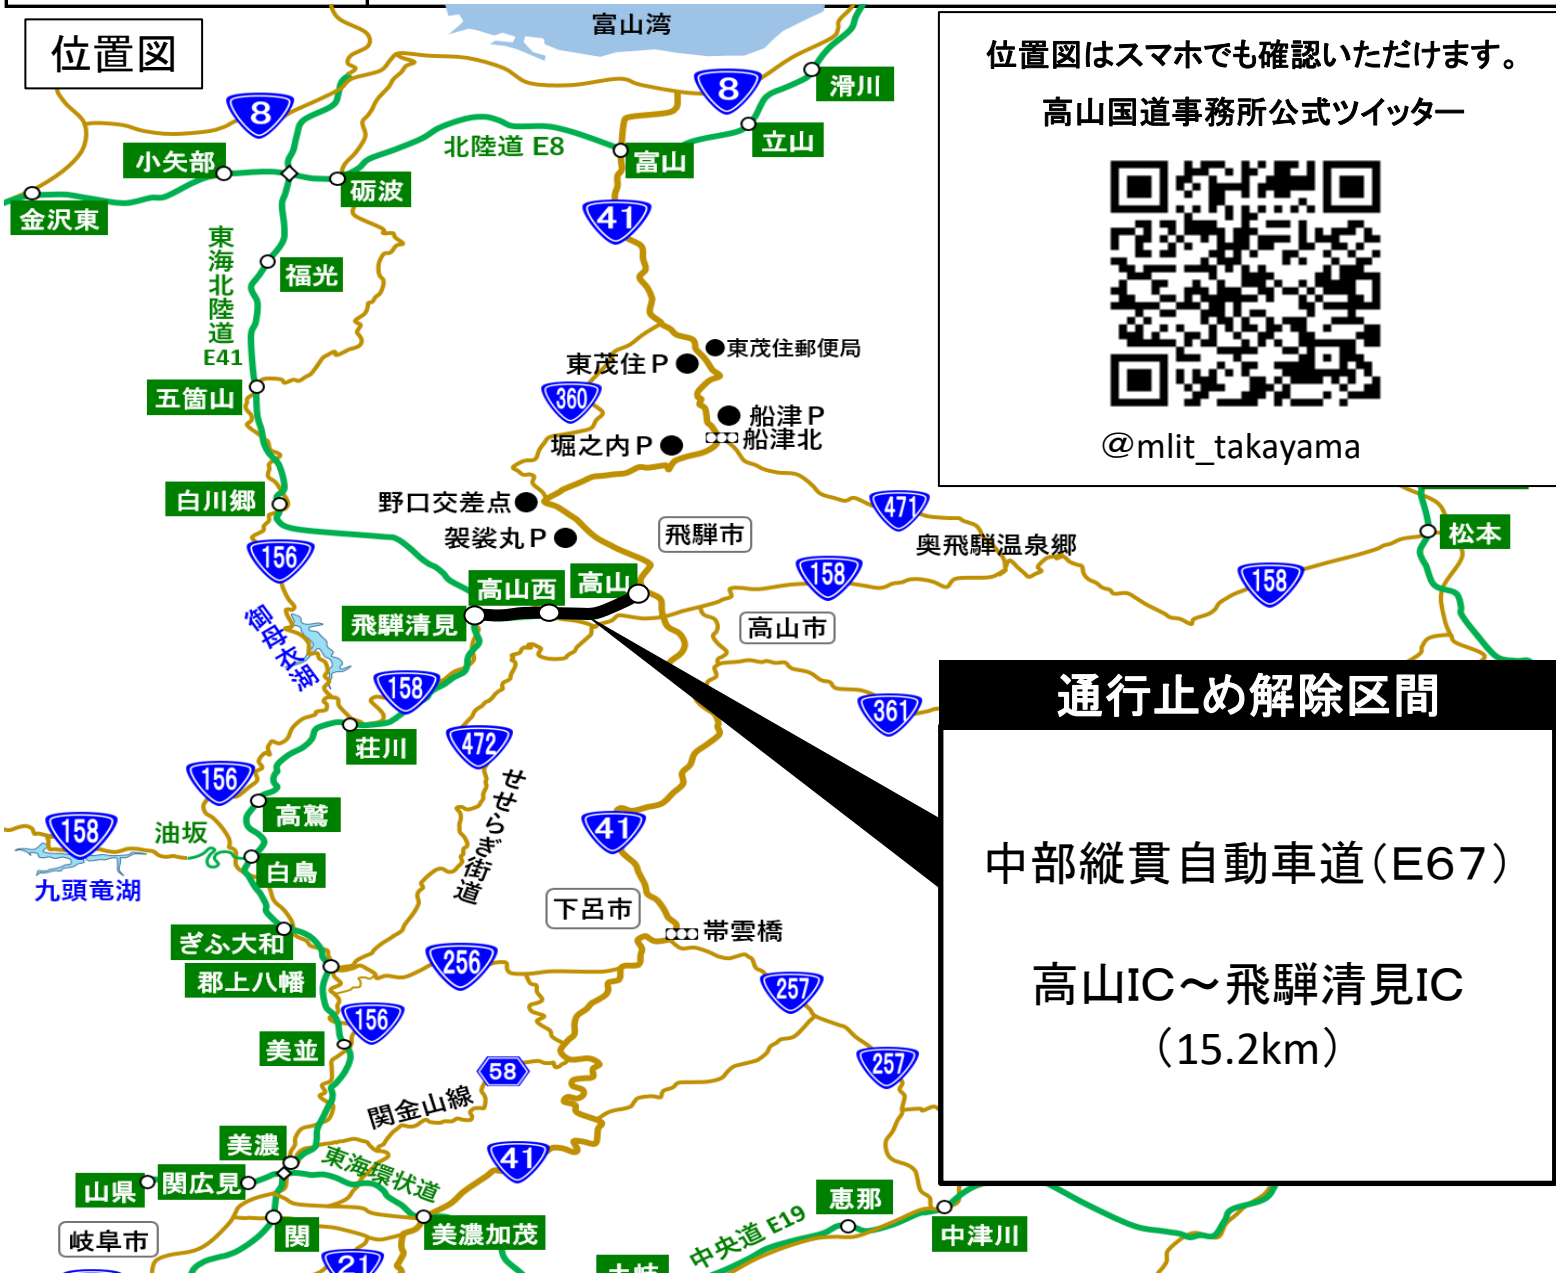 位置図
富山湾
位置図はスマホでも確認いただけます。
高山国道事務所公式ツイッター
@mlit_takayama
8
8
滑川
立山
北陸道 E8
富山
小矢部
砺波
金沢東
41
東海北陸道
E41
福光
東茂住郵便局
東茂住P
360
五箇山
船津P
船津北
堀之内P
白川郷
野口交差点
471
飛騨市
袈裟丸P
奥飛騨温泉郷
松本
156
158
158
高山西
高山
飛騨清見
高山市
御母衣湖
158
361
通行止め解除区間
荘川
472
156
せせらぎ街道
高鷲
158
油坂
41
中部縦貫自動車道(E67)
白鳥
九頭竜湖
下呂市
帯雲橋
ぎふ大和
256
郡上八幡
257
高山IC～飛騨清見IC
(15.2km)
156
美並
58
257
関金山線
美濃
東海環状道
41
山県
関広見
恵那
岐阜市
関
美濃加茂
中央道 E19
中津川
21